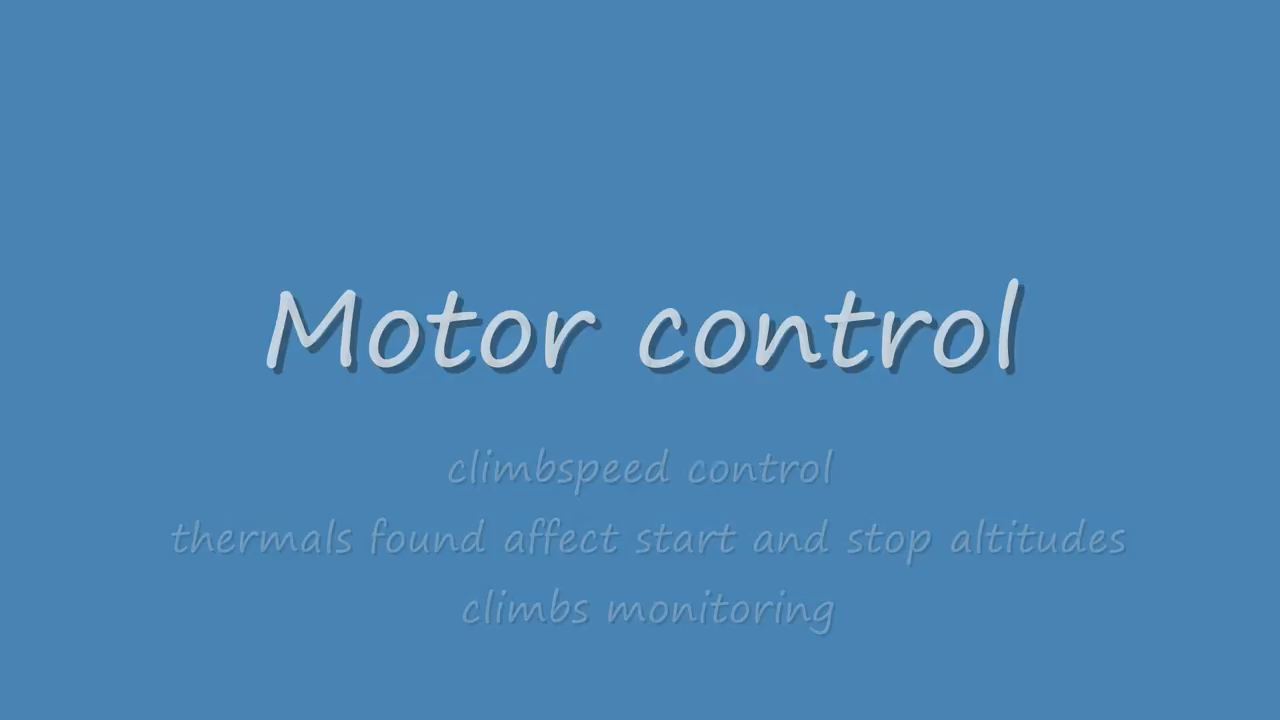 Motor control
climbspeed control
thermals found affect start and stop altitudes
climbs monitoring